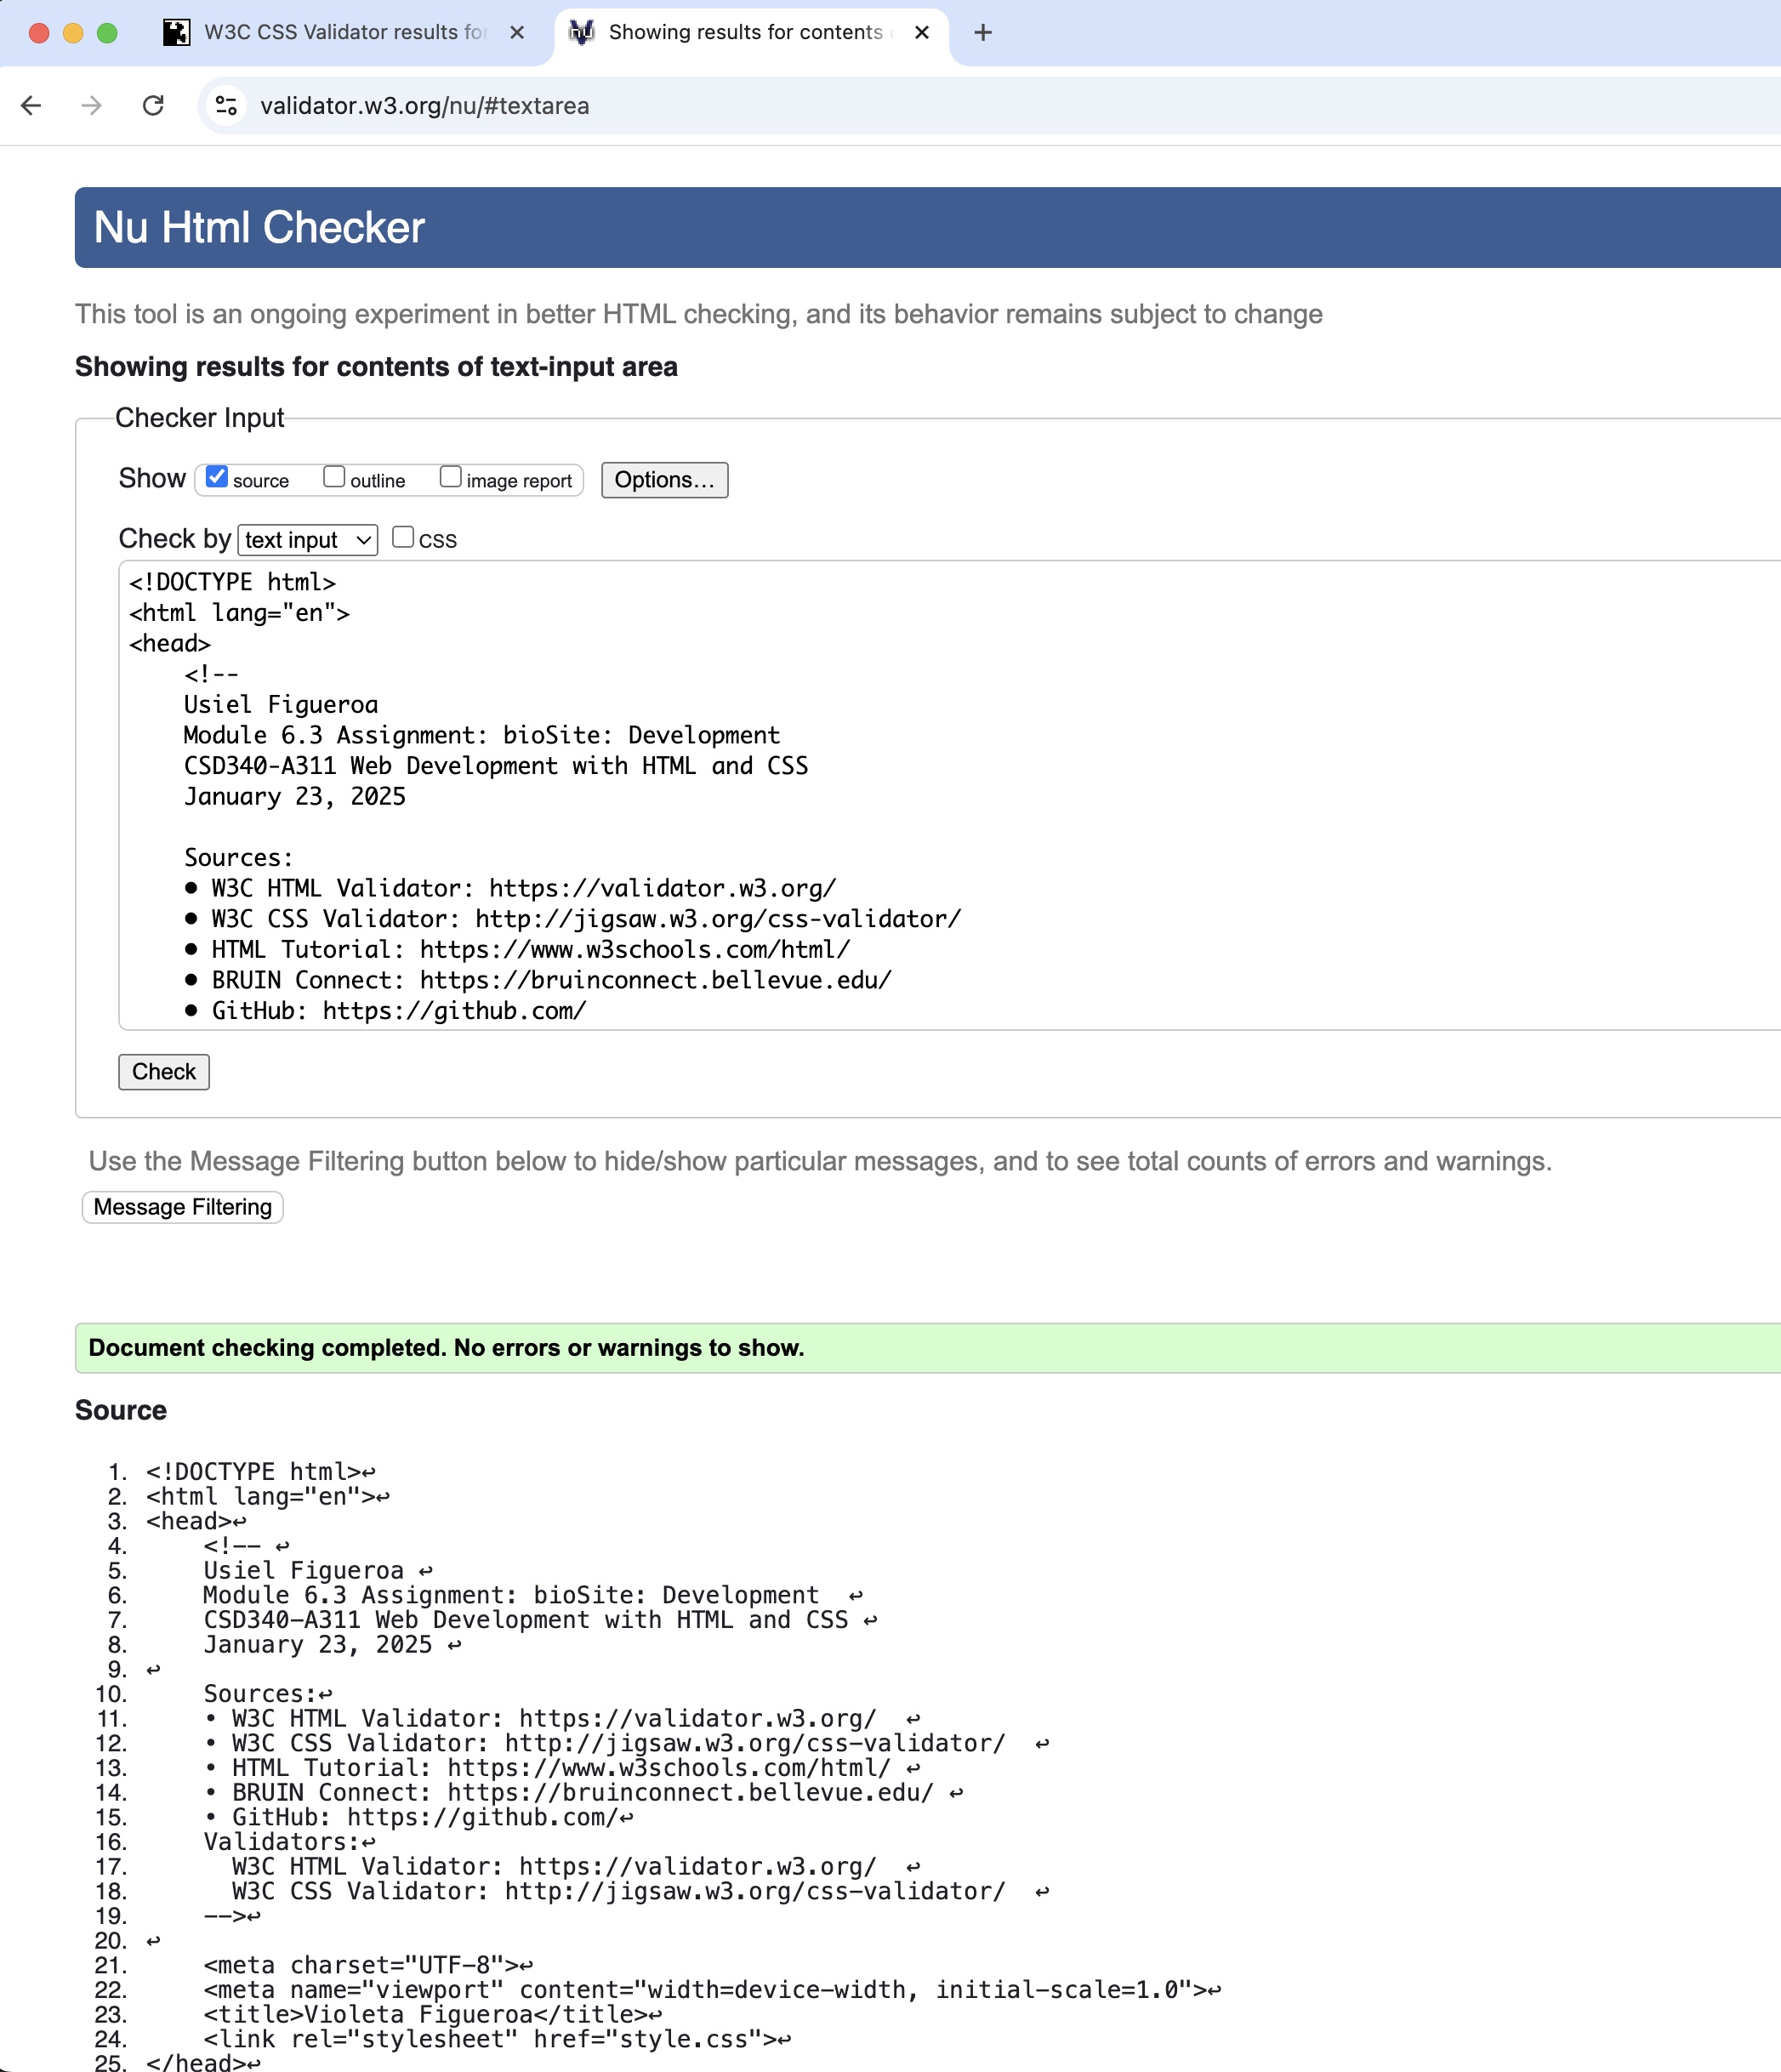 W3C CSS Validator results for
Showing results for contents
validator.w3.org/nu/#textarea
Nu Html Checker
This tool is an ongoing experiment in better HTML checking, and its behavior remains subject to change
Showing results for contents of text-input area
Checker Input
Show source outline image report Options...
Check by text input CSS
<!DOCTYPE html>
<html lang="en">
<head>
    <!--
    Usiel Figueroa
    Module 6.3 Assignment: bioSite: Development
    CSD340-A311 Web Development with HTML and CSS
    January 23, 2025
    Sources:
    • W3C HTML Validator: https://validator.w3.org/
    • W3C CSS Validator: http://jigsaw.w3.org/css-validator/
    • HTML Tutorial: https://www.w3schools.com/html/
    • BRUIN Connect: https://bruinconnect.bellevue.edu/
    • GitHub: https://github.com/
Check
Use the Message Filtering button below to hide/show particular messages, and to see total counts of errors and warnings.
Message Filtering
Document checking completed. No errors or warnings to show.
Source
1. <!DOCTYPE html>↩
2. <html lang="en">↩
3. <head>↩
4.     <!-- ↩
5.     Usiel Figueroa ↩
6.     Module 6.3 Assignment: bioSite: Development  ↩
7.     CSD340-A311 Web Development with HTML and CSS ↩
8.     January 23, 2025 ↩
9. ↩
10.     Sources:↩
11.     • W3C HTML Validator: https://validator.w3.org/  ↩
12.     • W3C CSS Validator: http://jigsaw.w3.org/css-validator/  ↩
13.     • HTML Tutorial: https://www.w3schools.com/html/ ↩
14.     • BRUIN Connect: https://bruinconnect.bellevue.edu/ ↩
15.     • GitHub: https://github.com/↩
16.     Validators:↩
17.       W3C HTML Validator: https://validator.w3.org/  ↩
18.       W3C CSS Validator: http://jigsaw.w3.org/css-validator/  ↩
19.     -->↩
20. ↩
21.     <meta charset="UTF-8">↩
22.     <meta name="viewport" content="width=device-width, initial-scale=1.0">↩
23.     <title>Violeta Figueroa</title>↩
24.     <link rel="stylesheet" href="style.css">↩
25. </head>↩